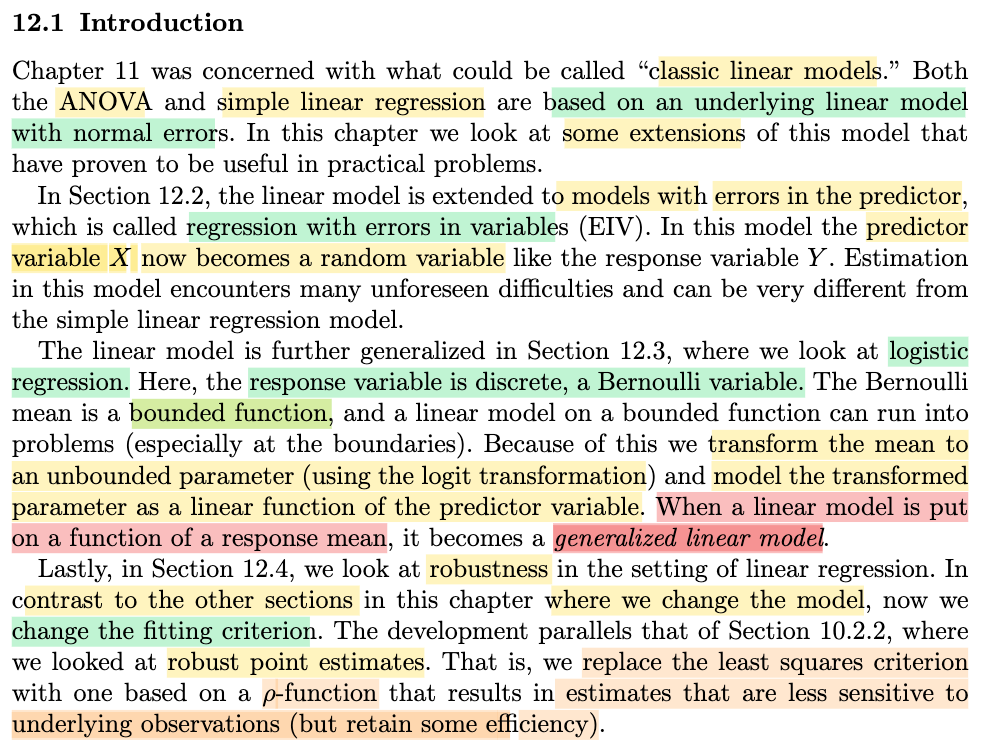 12.1 Introduction
Chapter 11 was concerned with what could be called “classic linear models.” Both
the ANOVA and simple linear regression are based on an underlying linear model
with normal errors. In this chapter we look at some extensions of this model that
have proven to be useful in practical problems.
In Section 12.2, the linear model is extended to models with errors in the predictor,
which is called regression with errors in variables (EIV). In this model the predictor
variable X now becomes a random variable like the response variable Y. Estimation
in this model encounters many unforeseen difficulties and can be very different from
the simple linear regression model.
The linear model is further generalized in Section 12.3, where we look at logistic
regression. Here, the response variable is discrete, a Bernoulli variable. The Bernoulli
mean is a bounded function, and a linear model on a bounded function can run into
problems (especially at the boundaries). Because of this we transform the mean to
an unbounded parameter (using the logit transformation) and model the transformed
parameter as a linear function of the predictor variable. When a linear model is put
on a function of a response mean, it becomes a generalized linear model.
Lastly, in Section 12.4, we look at robustness in the setting of linear regression. In
contrast to the other sections in this chapter where we change the model, now we
change the fitting criterion. The development parallels that of Section 10.2.2, where
we looked at robust point estimates. That is, we replace the least squares criterion
with one based on a ρ-function that results in estimates that are less sensitive to
underlying observations (but retain some efficiency).